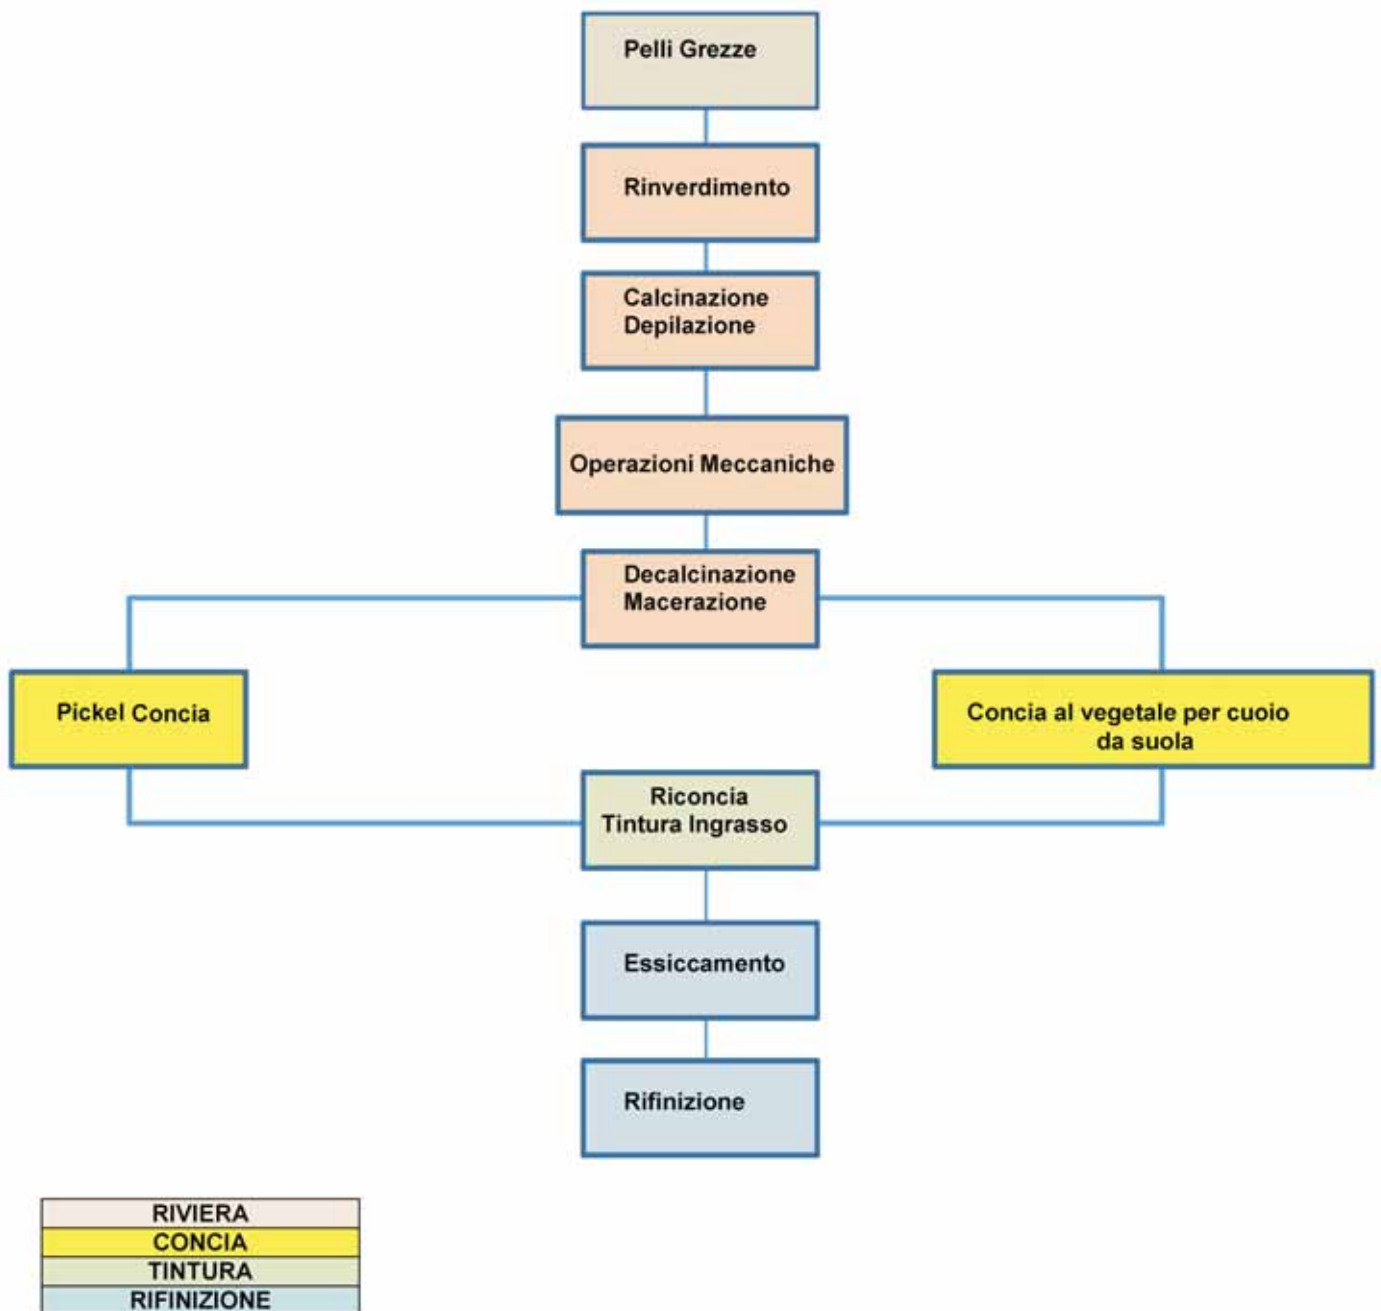 Pelli Grezze
Rinverdimento
Calcinazione
Depilazione
Operazioni Meccaniche
Decalcinazione
Macerazione
Pickel Concia
Concia al vegetale per cuoio
da suola
Riconcia
Tintura Ingrasso
Essiccamento
Rifinizione
RIVIERA
CONCIA
TINTURA
RIFINIZIONE